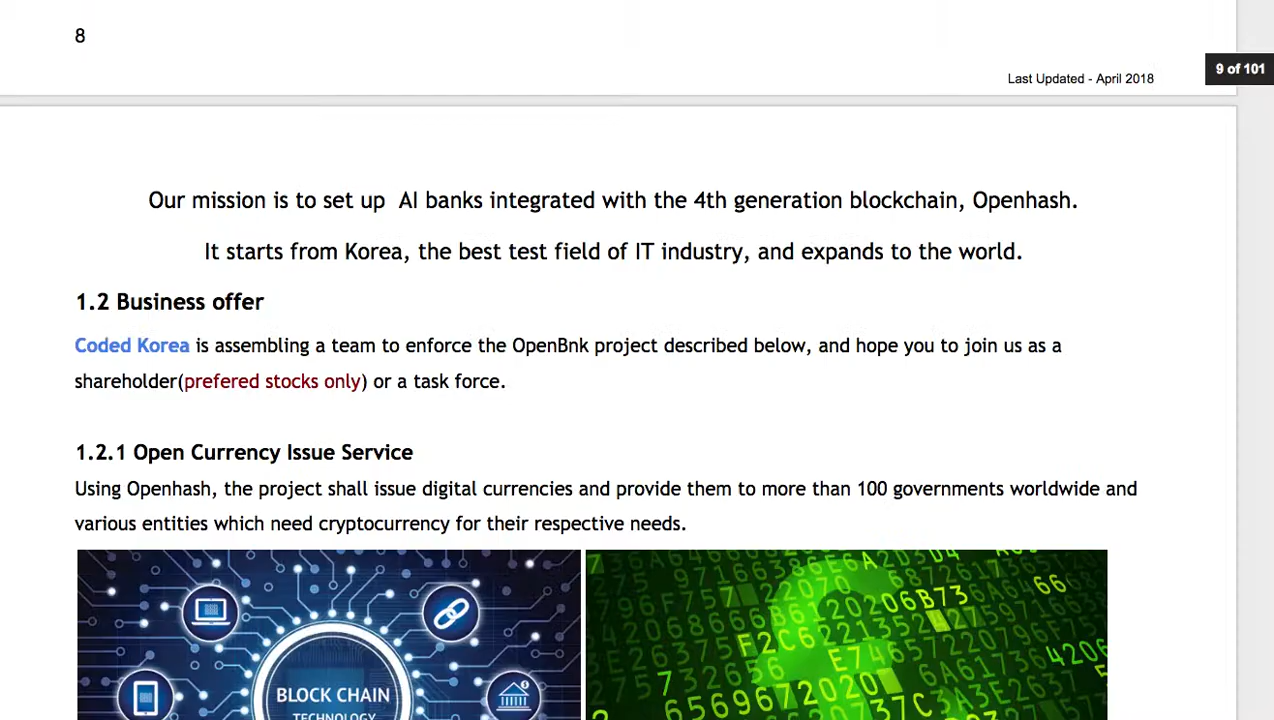 8
Last Updated - April 2018
9 of 101
Our mission is to set up AI banks integrated with the 4th generation blockchain, Openhash.
It starts from Korea, the best test field of IT industry, and expands to the world.
1.2 Business offer
Coded Korea is assembling a team to enforce the OpenBnk project described below, and hope you to join us as a
shareholder(prefered stocks only) or a task force.
1.2.1 Open Currency Issue Service
Using Openhash, the project shall issue digital currencies and provide them to more than 100 governments worldwide and
various entities which need cryptocurrency for their respective needs.
BLOCK CHAIN
TECHNOLOGY